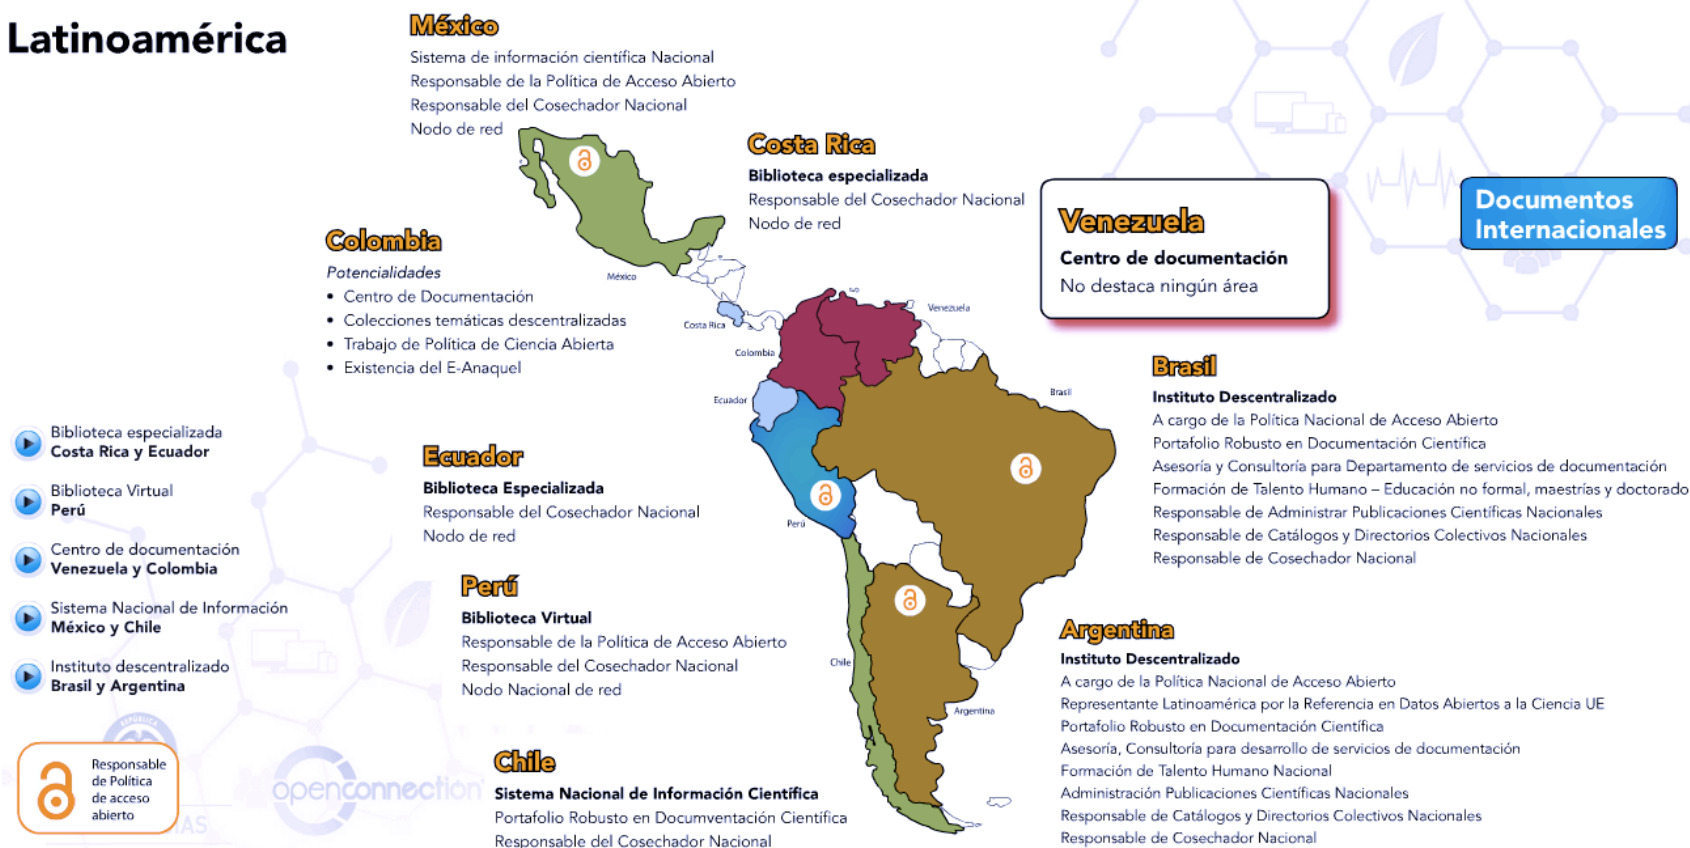 Latinoamérica
México
Sistema de información científica Nacional
Responsable de la Política de Acceso Abierto
Responsable del Cosechador Nacional
Nodo de red
Costa Rica
Biblioteca especializada
Responsable del Cosechador Nacional
Nodo de red
Venezuela
Centro de documentación
No destaca ningún área
Documentos
Internacionales
Colombia
Potencialidades
• Centro de Documentación
• Colecciones temáticas descentralizadas
• Trabajo de Política de Ciencia Abierta
• Existencia del E-Anaquel
México
Costa Rica
Colombia
Venezuela
Ecuador
Brasil
Perú
Chile
Argentina
Brasil
Instituto Descentralizado
A cargo de la Política Nacional de Acceso Abierto
Portafolio Robusto en Documentación Científica
Asesoría y Consultoría para Departamento de servicios de documentación
Formación de Talento Humano – Educación no formal, maestrías y doctorado
Responsable de Administrar Publicaciones Científicas Nacionales
Responsable de Catálogos y Directorios Colectivos Nacionales
Responsable de Cosechador Nacional
Biblioteca especializada
Costa Rica y Ecuador
Biblioteca Virtual
Perú
Centro de documentación
Venezuela y Colombia
Sistema Nacional de Información
México y Chile
Instituto descentralizado
Brasil y Argentina
Ecuador
Biblioteca Especializada
Responsable del Cosechador Nacional
Nodo de red
Perú
Biblioteca Virtual
Responsable de la Política de Acceso Abierto
Responsable del Cosechador Nacional
Nodo Nacional de red
Argentina
Instituto Descentralizado
A cargo de la Política Nacional de Acceso Abierto
Representante Latinoamérica por la Referencia en Datos Abiertos a la Ciencia UE
Portafolio Robusto en Documentación Científica
Asesoría, Consultoría para desarrollo de servicios de documentación
Formación de Talento Humano Nacional
Administración Publicaciones Científicas Nacionales
Responsable de Catálogos y Directorios Colectivos Nacionales
Responsable de Cosechador Nacional
Chile
Sistema Nacional de Información Científica
Portafolio Robusto en Documventación Científica
Responsable del Cosechador Nacional
Responsable
de Política
de acceso
abierto
REPÚBLICA
openconnection